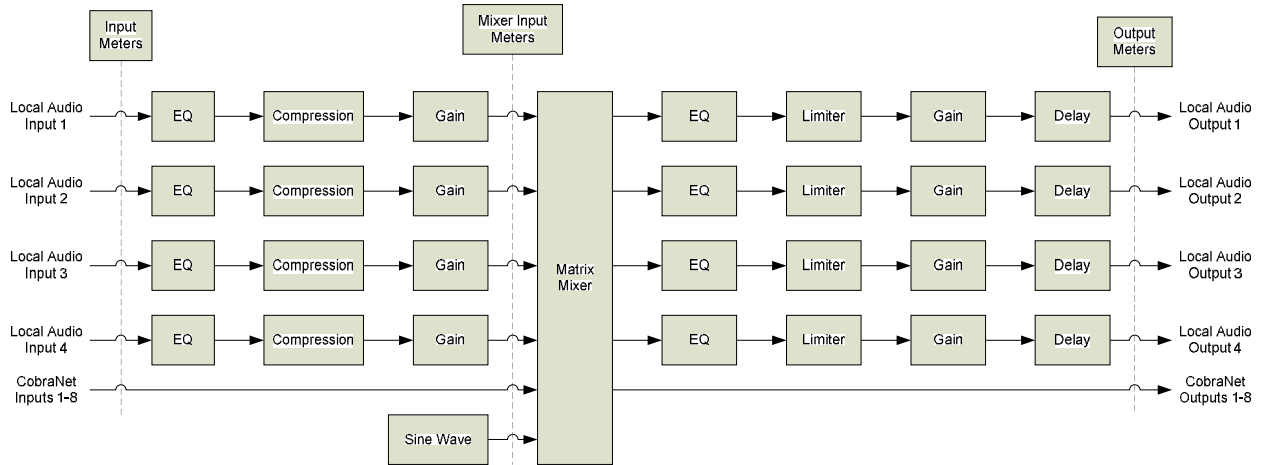 Input
Meters
Mixer Input
Meters
Output
Meters
Local Audio
Input 1
EQ
Compression
Gain
EQ
Limiter
Gain
Delay
Local Audio
Output 1
Local Audio
Input 2
EQ
Compression
Gain
EQ
Limiter
Gain
Delay
Local Audio
Output 2
Local Audio
Input 3
EQ
Compression
Gain
Matrix
Mixer
EQ
Limiter
Gain
Delay
Local Audio
Output 3
Local Audio
Input 4
EQ
Compression
Gain
EQ
Limiter
Gain
Delay
Local Audio
Output 4
CobraNet
Inputs 1-8
CobraNet
Outputs 1-8
Sine Wave